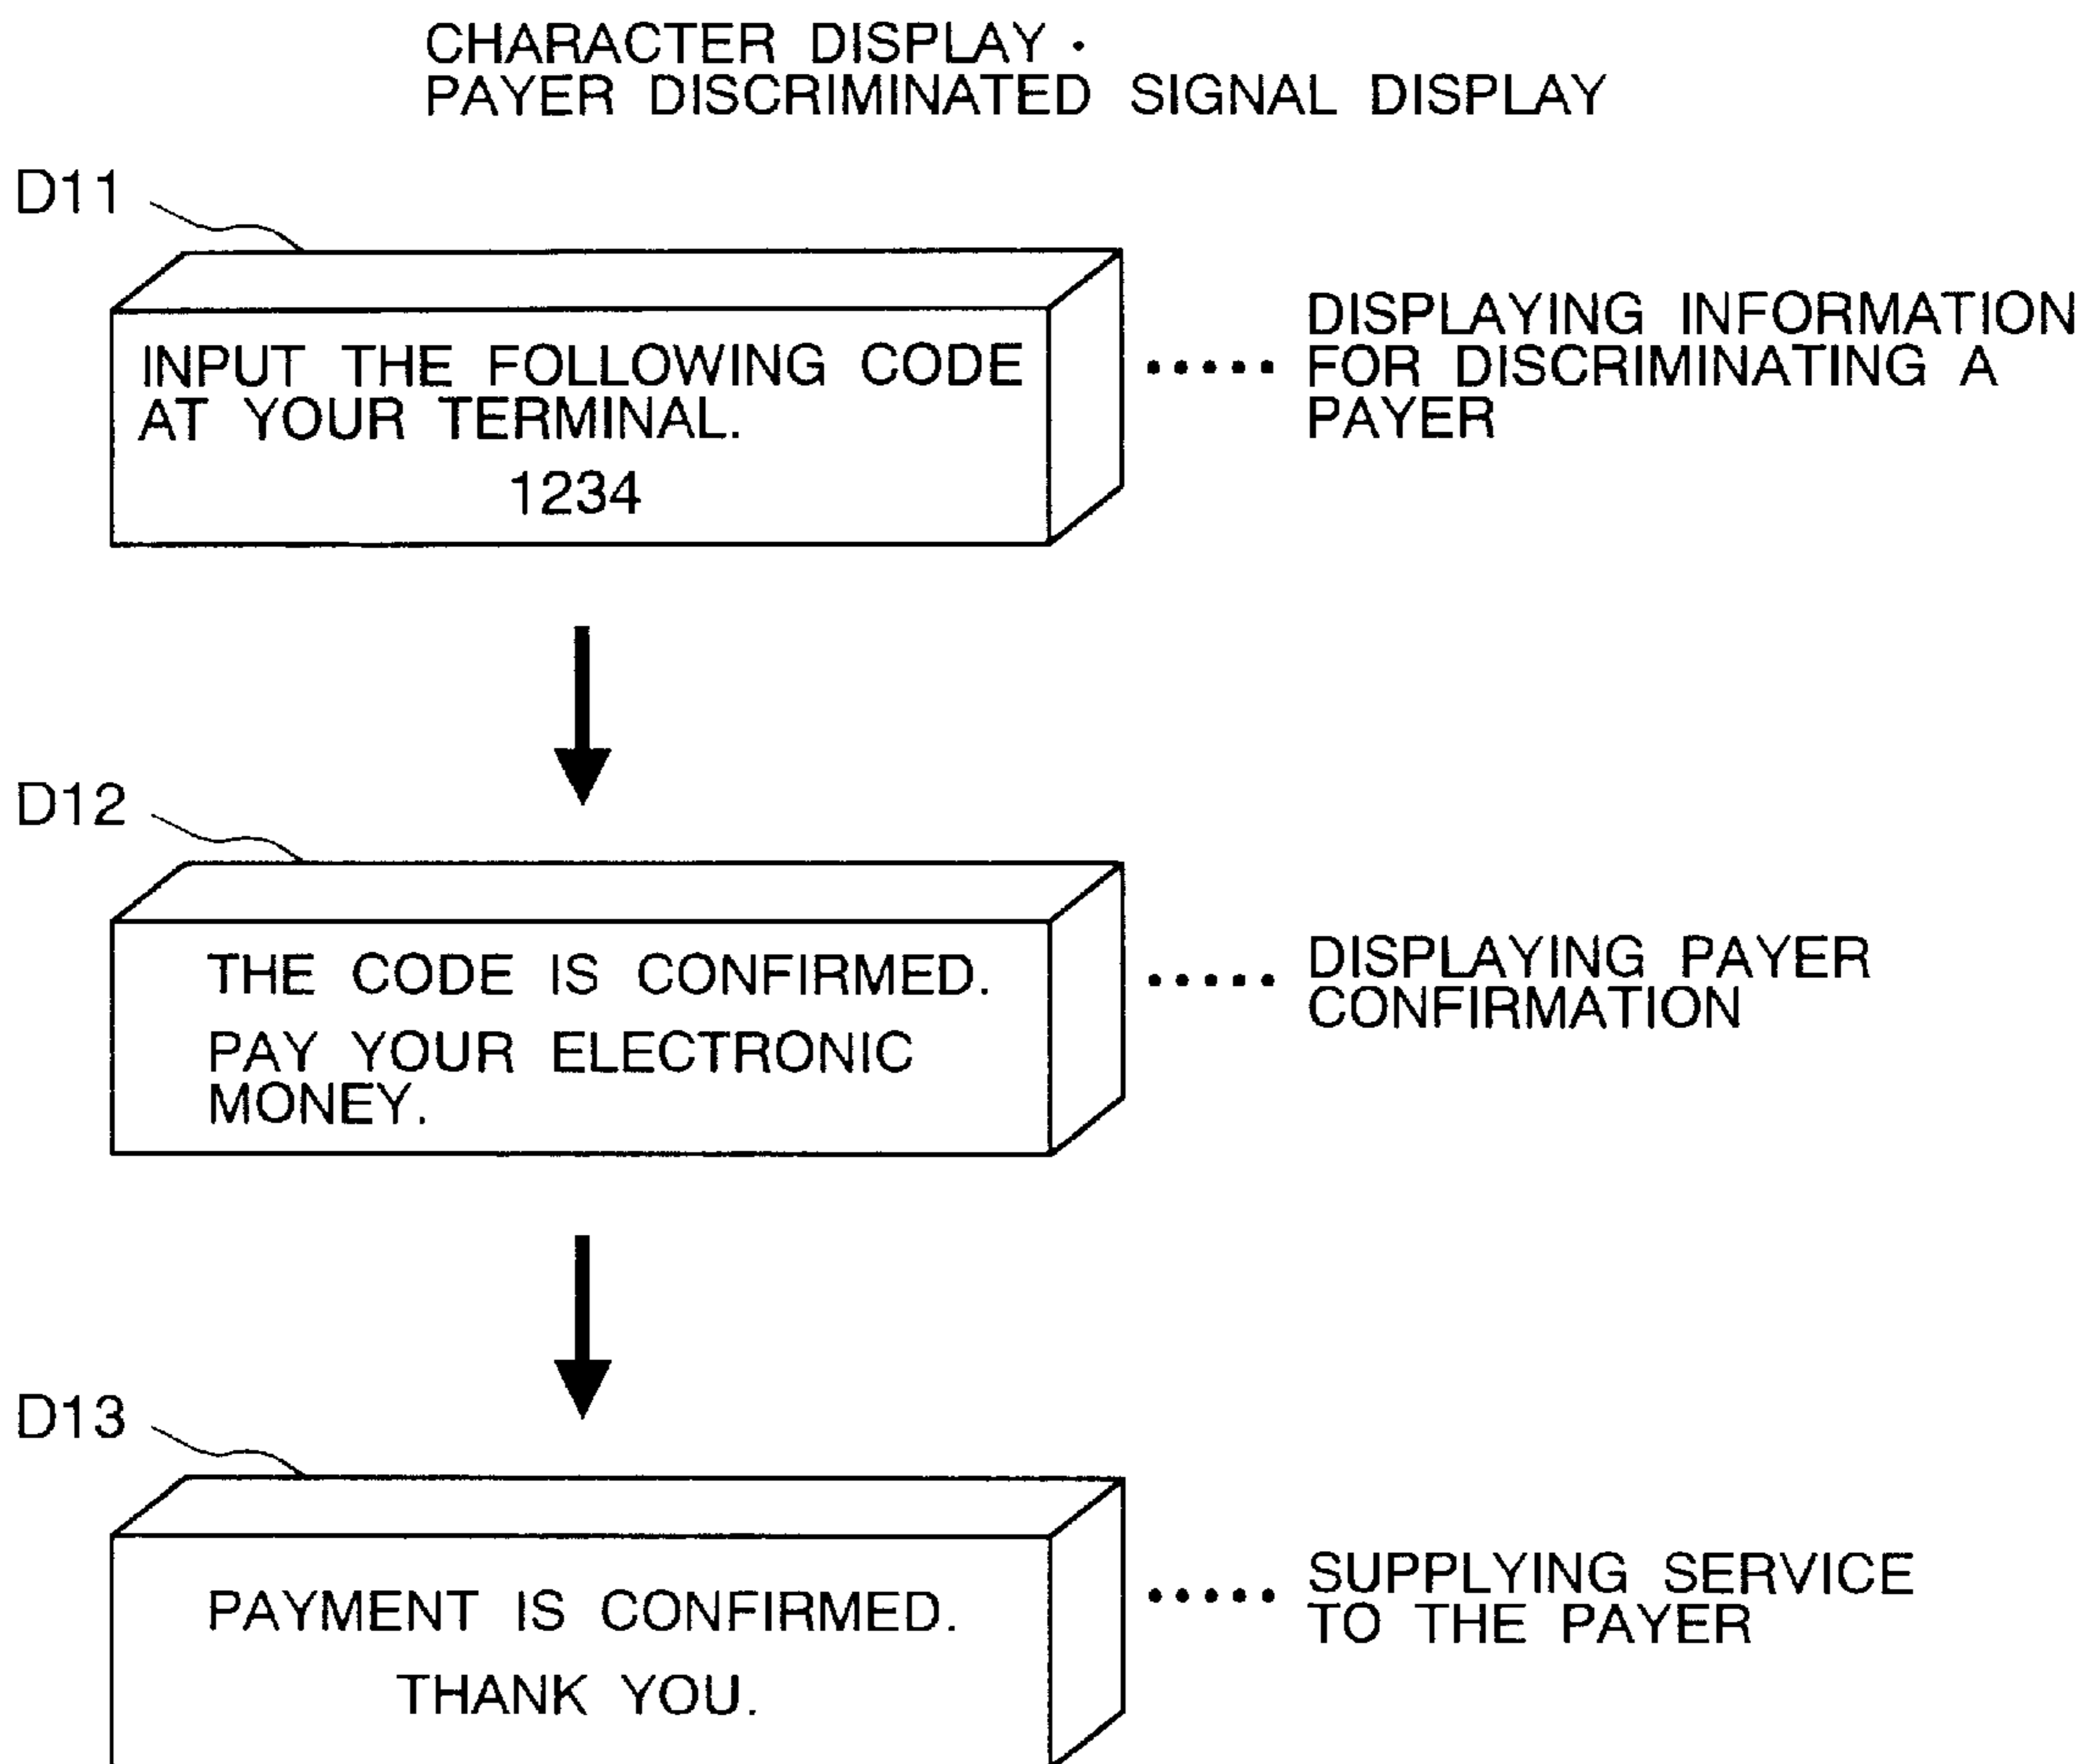 CHARACTER DISPLAY ·
PAYER DISCRIMINATED SIGNAL DISPLAY
D11
INPUT THE FOLLOWING CODE
AT YOUR TERMINAL.
1234
..... DISPLAYING INFORMATION
FOR DISCRIMINATING A
PAYER
D12
THE CODE IS CONFIRMED.
PAY YOUR ELECTRONIC
MONEY.
..... DISPLAYING PAYER
CONFIRMATION
D13
PAYMENT IS CONFIRMED.
THANK YOU.
..... SUPPLYING SERVICE
TO THE PAYER